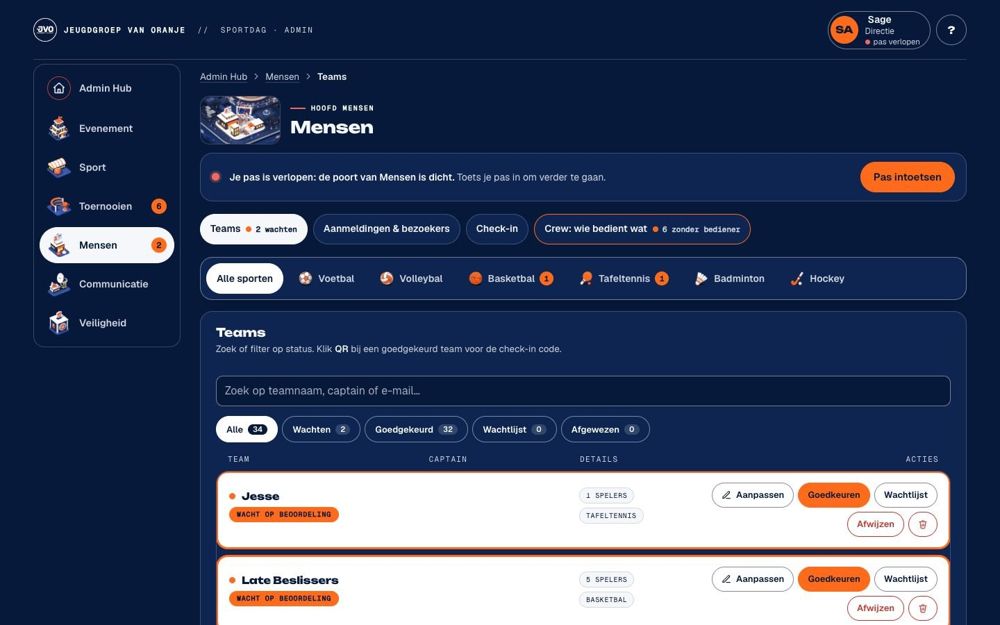 JVO JEUGDGROEP VAN ORANJE // SPORTDAG · ADMIN
SA
Sage
Directie
pas verlopen
?
Admin Hub
Evenement
Sport
Toernooien 6
Mensen 2
Communicatie
Veiligheid
Admin Hub > Mensen > Teams
HOOFD MENSEN
Mensen
Je pas is verlopen: de poort van Mensen is dicht. Toets je pas in om verder te gaan.
Pas intoetsen
Teams 2 wachten
Aanmeldingen & bezoekers
Check-in
Crew: wie bedient wat 6 zonder bediener
Alle sporten
Voetbal
Volleybal
Basketbal 1
Tafeltennis 1
Badminton
Hockey
Teams
Zoek of filter op status. Klik QR bij een goedgekeurd team voor de check-in code.
Zoek op teamnaam, captain of e-mail...
Alle 34
Wachten 2
Goedgekeurd 32
Wachtlijst 0
Afgewezen 0
TEAM CAPTAIN DETAILS ACTIES
Jesse
WACHT OP BEOORDELING
1 SPELERS
TAFELTENNIS
Aanpassen
Goedkeuren
Wachtlijst
Afwijzen
Late Beslissers
WACHT OP BEOORDELING
5 SPELERS
BASKETBAL
Aanpassen
Goedkeuren
Wachtlijst
Afwijzen